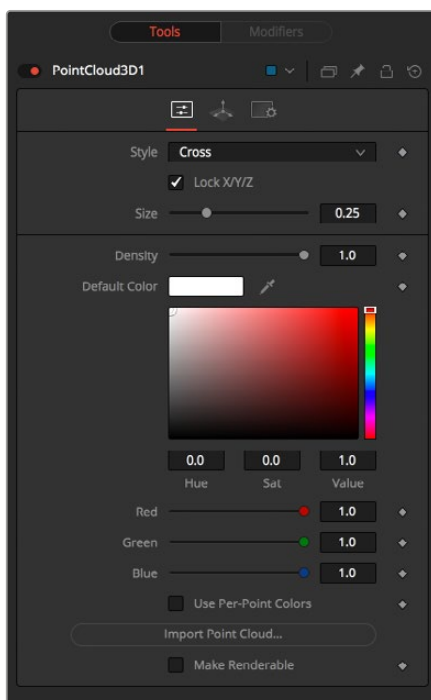 Tools Modifiers
PointCloud3D1
Style Cross
Lock X/Y/Z
Size 0.25
Density 1.0
Default Color
0.0 0.0 1.0
Hue Sat Value
Red 1.0
Green 1.0
Blue 1.0
Use Per-Point Colors
Import Point Cloud...
Make Renderable